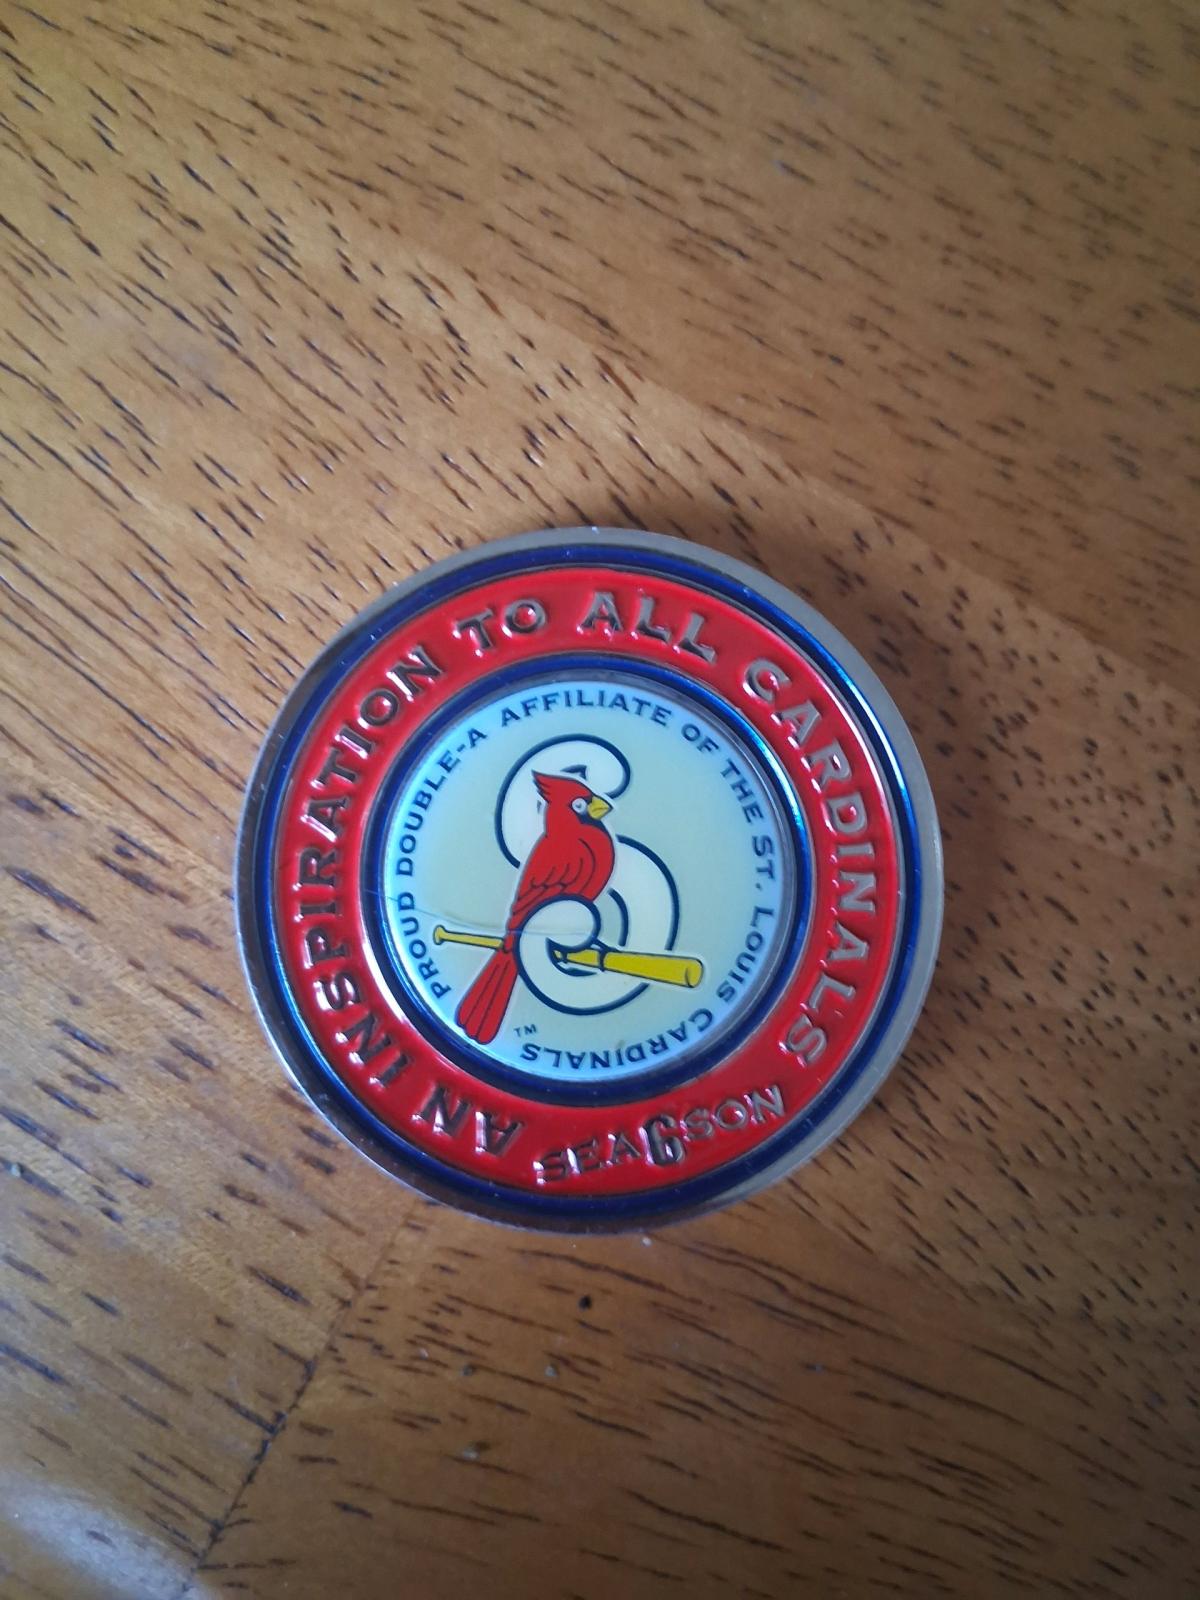 AN INSPIRATION TO ALL CARDINALS
SEA6SON
PROUD DOUBLE-A AFFILIATE OF THE ST. LOUIS CARDINALS
TM
S